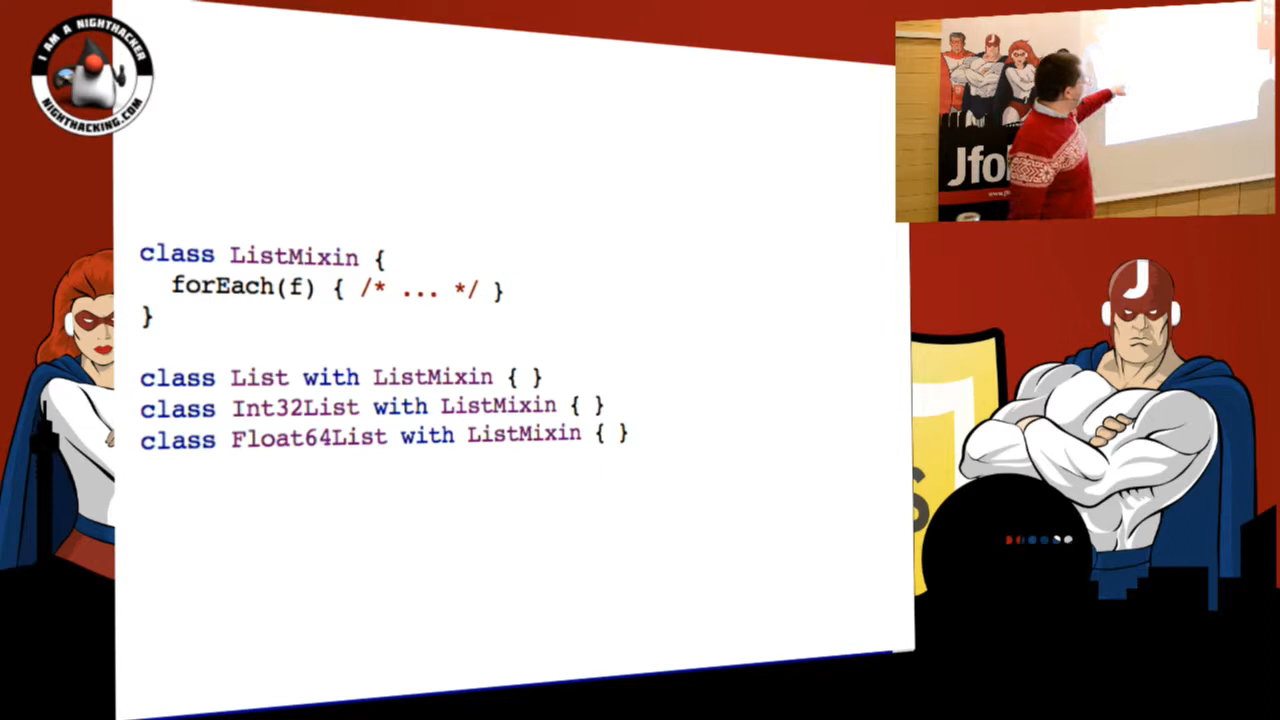 I AM A NIGHTHACKER
NIGHTHACKING.COM
class ListMixin {
forEach(f) { /* ... */ }
}
class List with ListMixin { }
class Int32List with ListMixin { }
class Float64List with ListMixin { }
Jfo
J